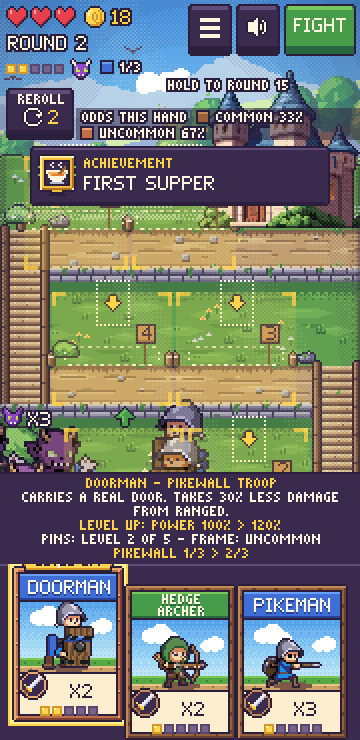 18
FIGHT
ROUND 2
1/3
HOLD TO ROUND 15
REROLL
2
ODDS THIS HAND COMMON 33%
UNCOMMON 67%
ACHIEVEMENT
FIRST SUPPER
4
3
X3
DOORMAN - PIKEWALL TROOP
CARRIES A REAL DOOR. TAKES 30% LESS DAMAGE
FROM RANGED.
LEVEL UP: POWER 100% > 120%
PINS: LEVEL 2 OF 5 - FRAME: UNCOMMON
PIKEWALL 1/3 > 2/3
DOORMAN
X2
HEDGE
ARCHER
X2
PIKEMAN
X3